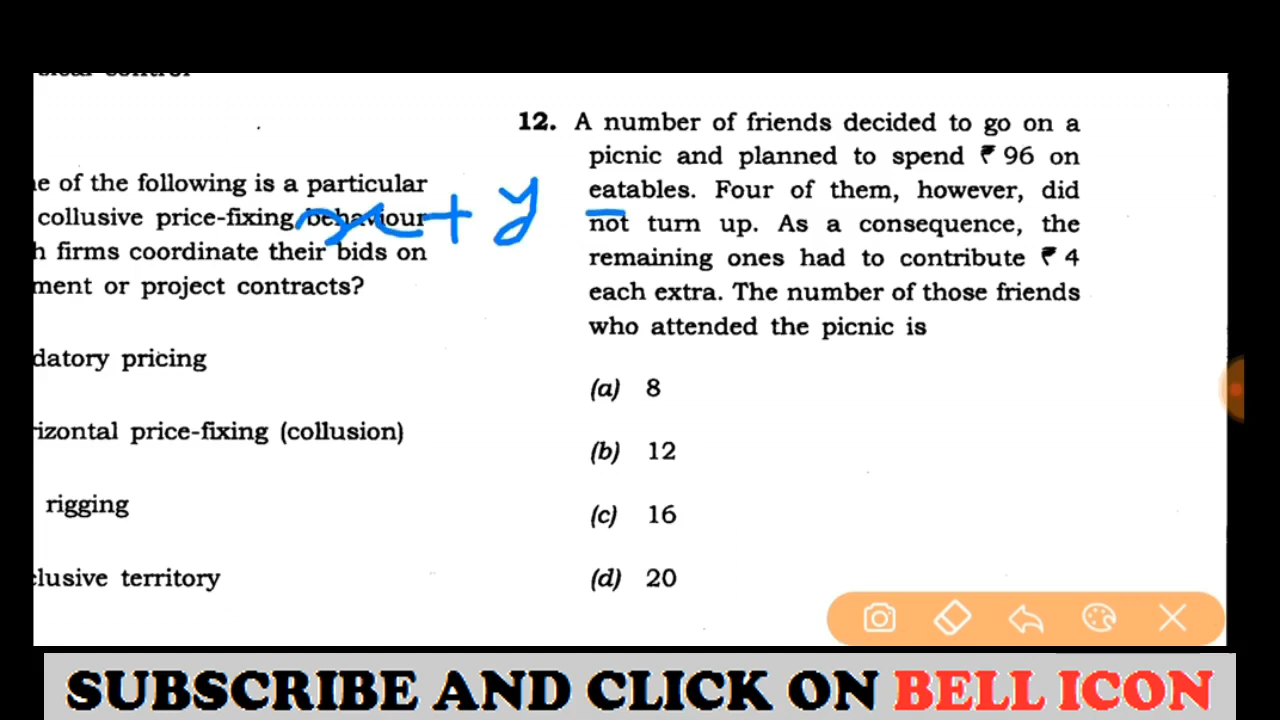 sical control
12. A number of friends decided to go on a
picnic and planned to spend ₹ 96 on
eatables. Four of them, however, did
not turn up. As a consequence, the
remaining ones had to contribute ₹ 4
each extra. The number of those friends
who attended the picnic is
(a) 8
(b) 12
(c) 16
(d) 20
e of the following is a particular
collusive price-fixing behaviour
h firms coordinate their bids on
ment or project contracts?
datory pricing
rizontal price-fixing (collusion)
rigging
clusive territory
x + y
SUBSCRIBE AND CLICK ON BELL ICON